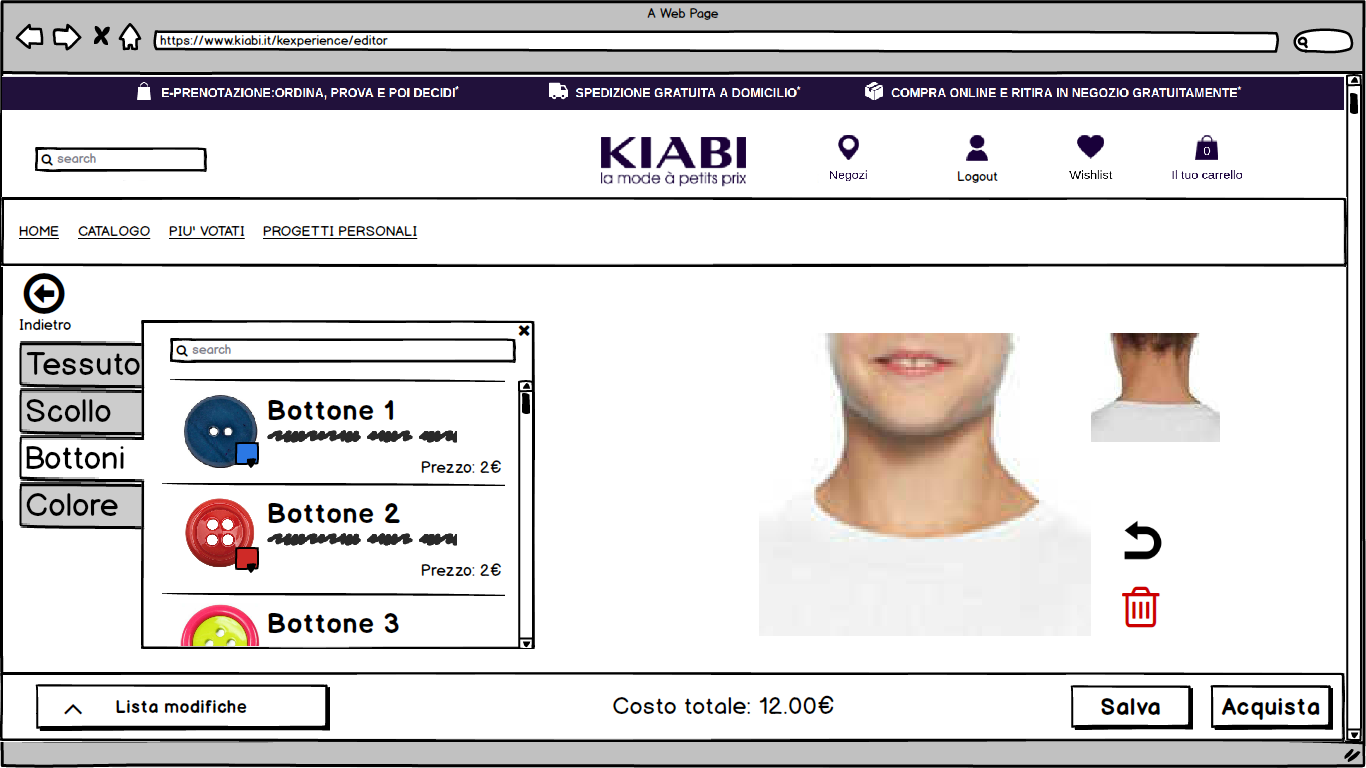 A Web Page
https://www.kiabi.it/kexperience/editor
E-PRENOTAZIONE:ORDINA, PROVA E POI DECIDI*
SPEDIZIONE GRATUITA A DOMICILIO*
COMPRA ONLINE E RITIRA IN NEGOZIO GRATUITAMENTE*
search
KIABI
la mode à petits prix
Negozi
Logout
Wishlist
0
Il tuo carrello
HOME
CATALOGO
PIU' VOTATI
PROGETTI PERSONALI
Indietro
Tessuto
Scollo
Bottoni
Colore
search
Bottone 1
Prezzo: 2€
Bottone 2
Prezzo: 2€
Bottone 3
Lista modifiche
Costo totale: 12.00€
Salva
Acquista